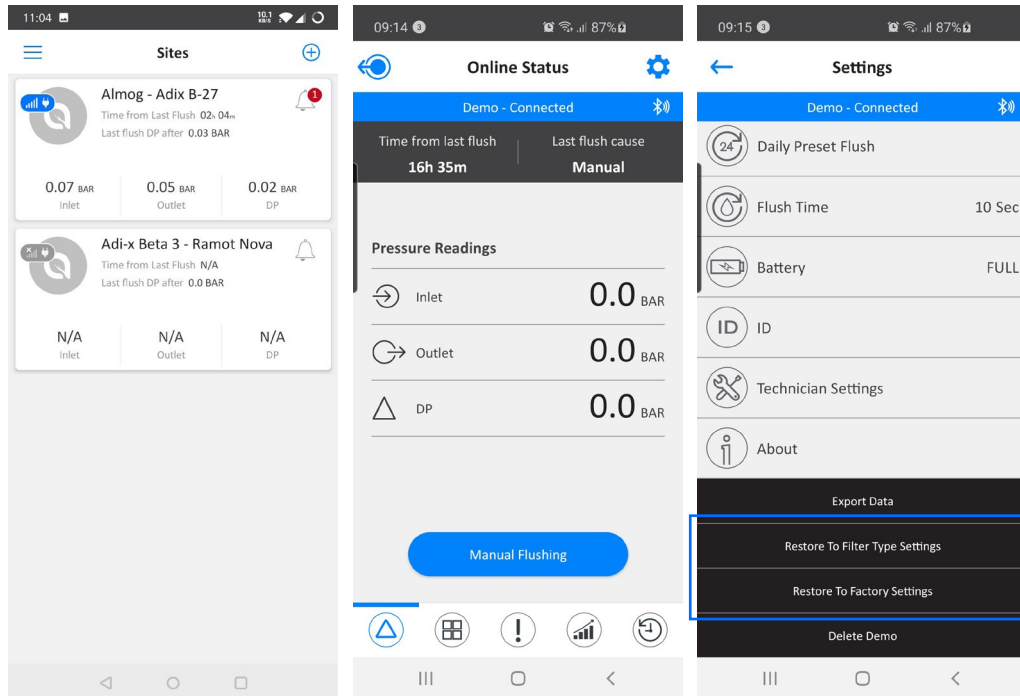 11:04
10.1
KB/S
Sites
Almog - Adix B-27
1
Time from Last Flush 02h 04m
Last flush DP after 0.03 BAR
0.07 BAR
0.05 BAR
0.02 BAR
Inlet
Outlet
DP
Adi-x Beta 3 - Ramot Nova
Time from Last Flush N/A
Last flush DP after 0.0 BAR
N/A
N/A
N/A
Inlet
Outlet
DP
09:14 3
87%
Online Status
Demo - Connected
Time from last flush
Last flush cause
16h 35m
Manual
Pressure Readings
Inlet 0.0 BAR
Outlet 0.0 BAR
DP 0.0 BAR
Manual Flushing
09:15 3
87%
Settings
Demo - Connected
24 Daily Preset Flush
Flush Time 10 Sec
Battery FULL
ID ID
Technician Settings
About
Export Data
Restore To Filter Type Settings
Restore To Factory Settings
Delete Demo